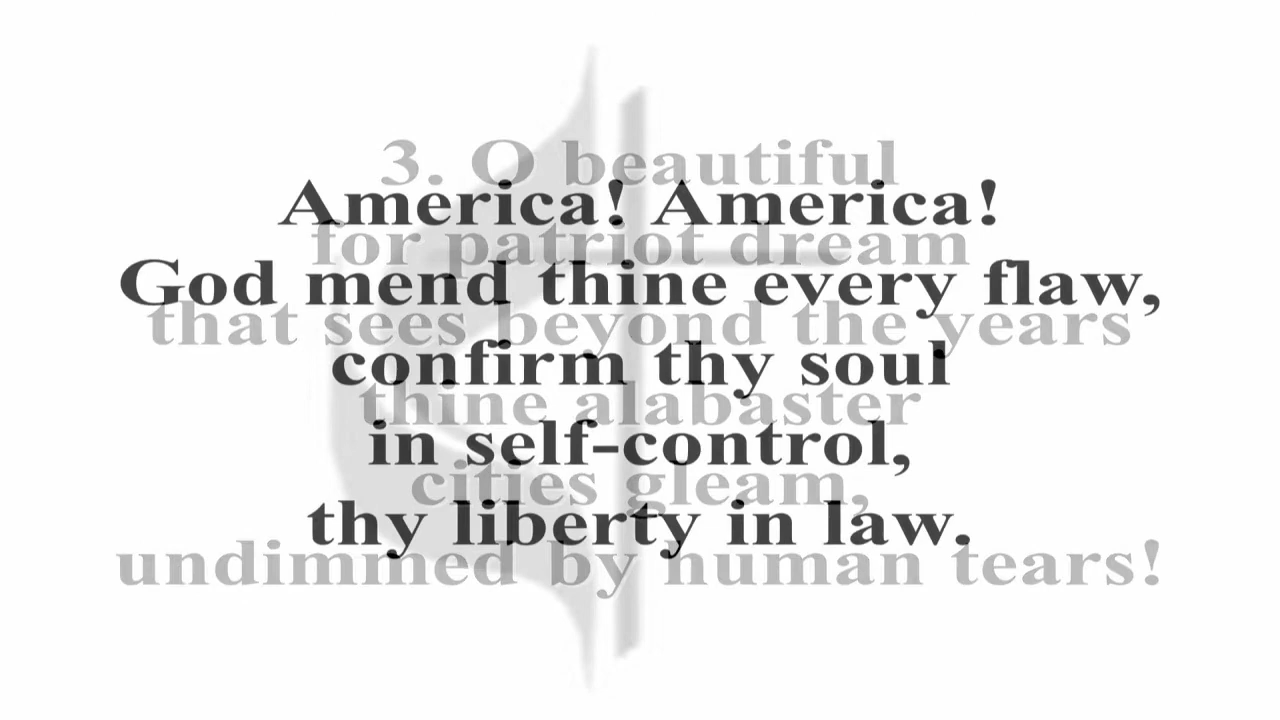 America! America!
God mend thine every flaw,
confirm thy soul
in self-control,
thy liberty in law.
3. O beautiful
for patriot dream
that sees beyond the years
thine alabaster
cities gleam,
undimmed by human tears!